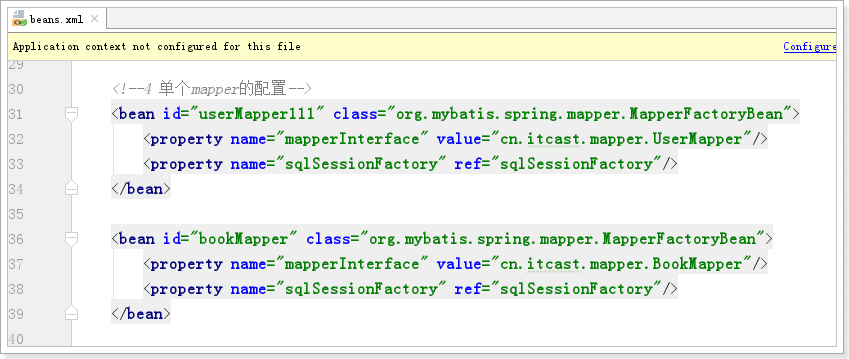 beans.xml
Application context not configured for this file Configure
29
30 <!--4 单个mapper的配置-->
31 <bean id="userMapper111" class="org.mybatis.spring.mapper.MapperFactoryBean">
32 <property name="mapperInterface" value="cn.itcast.mapper.UserMapper"/>
33 <property name="sqlSessionFactory" ref="sqlSessionFactory"/>
34 </bean>
35
36 <bean id="bookMapper" class="org.mybatis.spring.mapper.MapperFactoryBean">
37 <property name="mapperInterface" value="cn.itcast.mapper.BookMapper"/>
38 <property name="sqlSessionFactory" ref="sqlSessionFactory"/>
39 </bean>
40